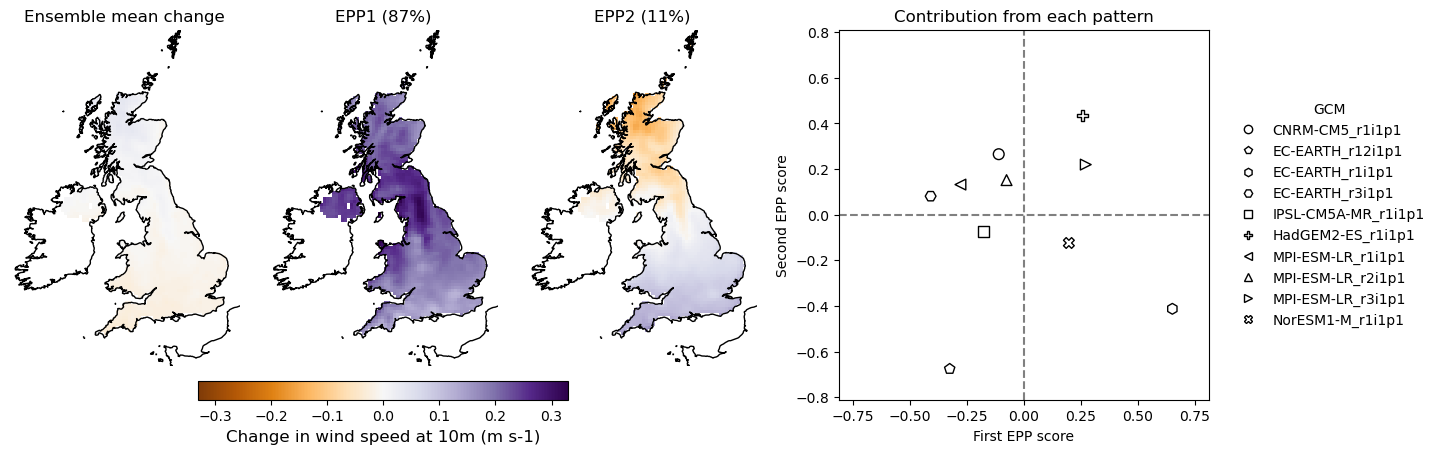 Ensemble mean change
EPP1 (87%)
EPP2 (11%)
Contribution from each pattern
−0.3
−0.2
−0.1
0.0
0.1
0.2
0.3
Change in wind speed at 10m (m s-1)
0.8
0.6
0.4
0.2
0.0
−0.2
−0.4
−0.6
−0.8
Second EPP score
−0.75
−0.50
−0.25
0.00
0.25
0.50
0.75
First EPP score
GCM
CNRM-CM5_r1i1p1
EC-EARTH_r12i1p1
EC-EARTH_r1i1p1
EC-EARTH_r3i1p1
IPSL-CM5A-MR_r1i1p1
HadGEM2-ES_r1i1p1
MPI-ESM-LR_r1i1p1
MPI-ESM-LR_r2i1p1
MPI-ESM-LR_r3i1p1
NorESM1-M_r1i1p1